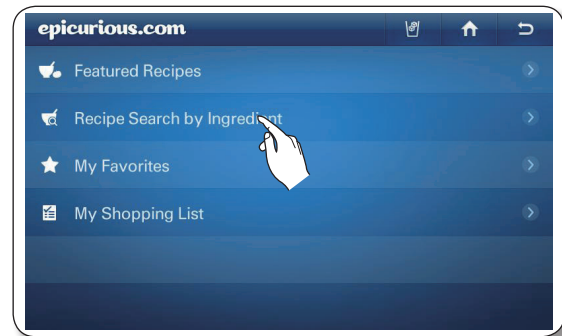 epicurious.com
Featured Recipes
Recipe Search by Ingredient
My Favorites
My Shopping List